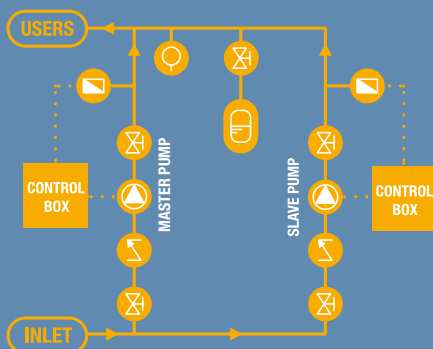 USERS
CONTROL
BOX
MASTER PUMP
SLAVE PUMP
CONTROL
BOX
INLET